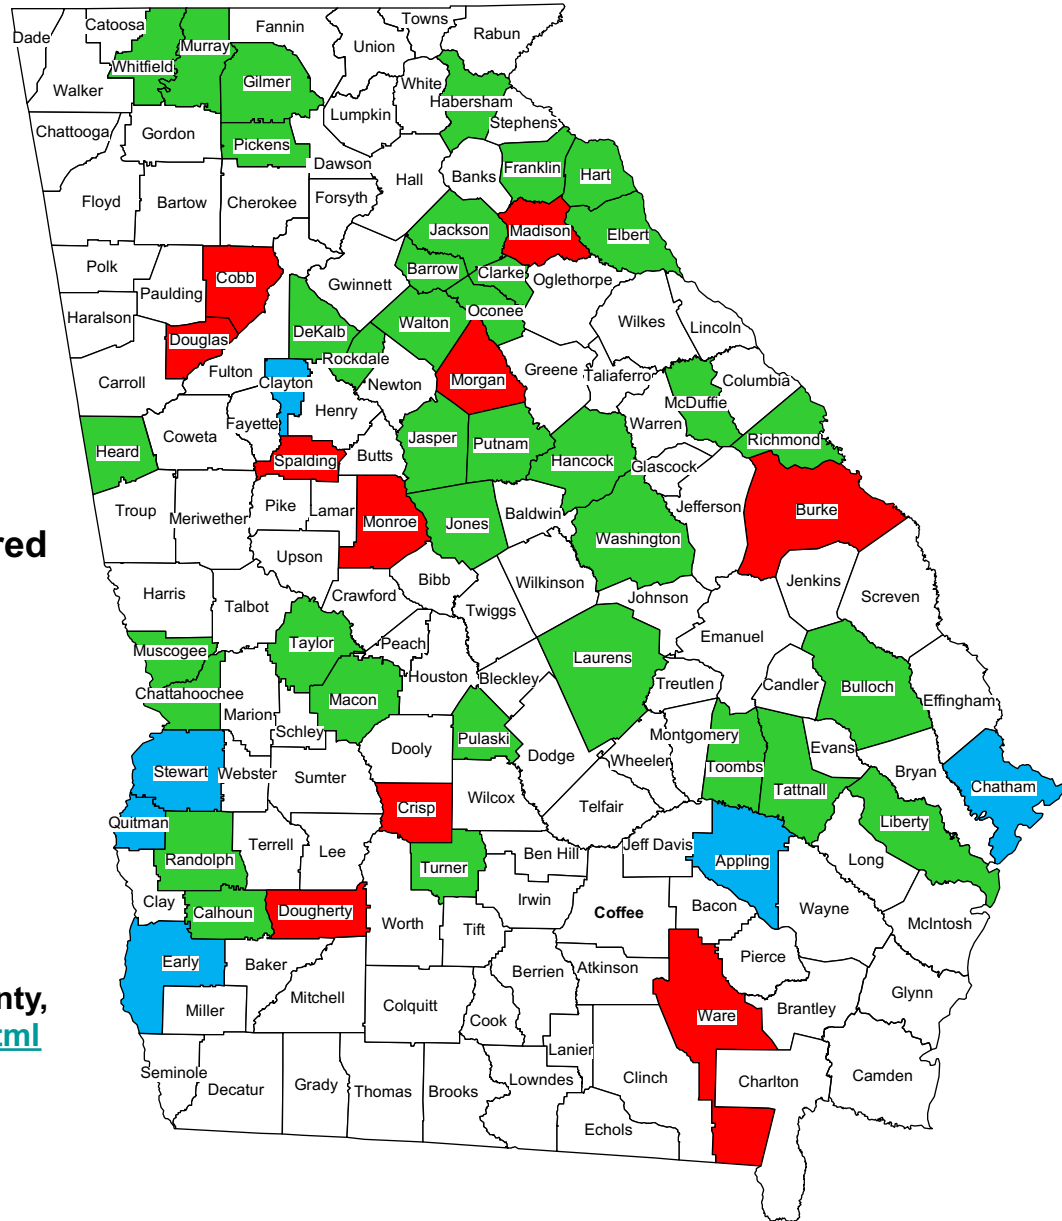 Dade
Catoosa
Fannin
Towns
Rabun
Union
Murray
Whitfield
Walker
Gilmer
White
Habersham
Lumpkin
Stephens
Chattooga
Gordon
Pickens
Dawson
Hall
Banks
Franklin
Hart
Floyd
Bartow
Cherokee
Forsyth
Jackson
Madison
Elbert
Polk
Cobb
Gwinnett
Barrow
Clarke
Oglethorpe
Paulding
Haralson
Douglas
DeKalb
Walton
Oconee
Wilkes
Lincoln
Rockdale
Carroll
Fulton
Clayton
Newton
Morgan
Greene
Taliaferro
Columbia
McDuffie
Henry
Fayette
Coweta
Heard
Spalding
Butts
Jasper
Putnam
Hancock
Warren
Richmond
Glascock
Troup
Meriwether
Pike
Lamar
Monroe
Jones
Baldwin
Washington
Jefferson
Burke
red
Upson
Bibb
Wilkinson
Jenkins
Screven
Harris
Talbot
Crawford
Twiggs
Johnson
Emanuel
Muscogee
Taylor
Peach
Houston
Bleckley
Laurens
Treutlen
Candler
Bulloch
Effingham
Chattahoochee
Marion
Macon
Schley
Dooly
Pulaski
Dodge
Wheeler
Montgomery
Toombs
Evans
Bryan
Stewart
Webster
Sumter
Crisp
Wilcox
Telfair
Tattnall
Chatham
Quitman
Randolph
Terrell
Lee
Turner
Ben Hill
Jeff Davis
Appling
Liberty
Long
Clay
Calhoun
Dougherty
Worth
Tift
Irwin
Coffee
Bacon
Wayne
McIntosh
Early
Baker
Mitchell
Berrien
Atkinson
Pierce
nty,
tml
Miller
Colquitt
Cook
Ware
Brantley
Glynn
Lanier
Seminole
Decatur
Grady
Thomas
Brooks
Lowndes
Clinch
Charlton
Camden
Echols